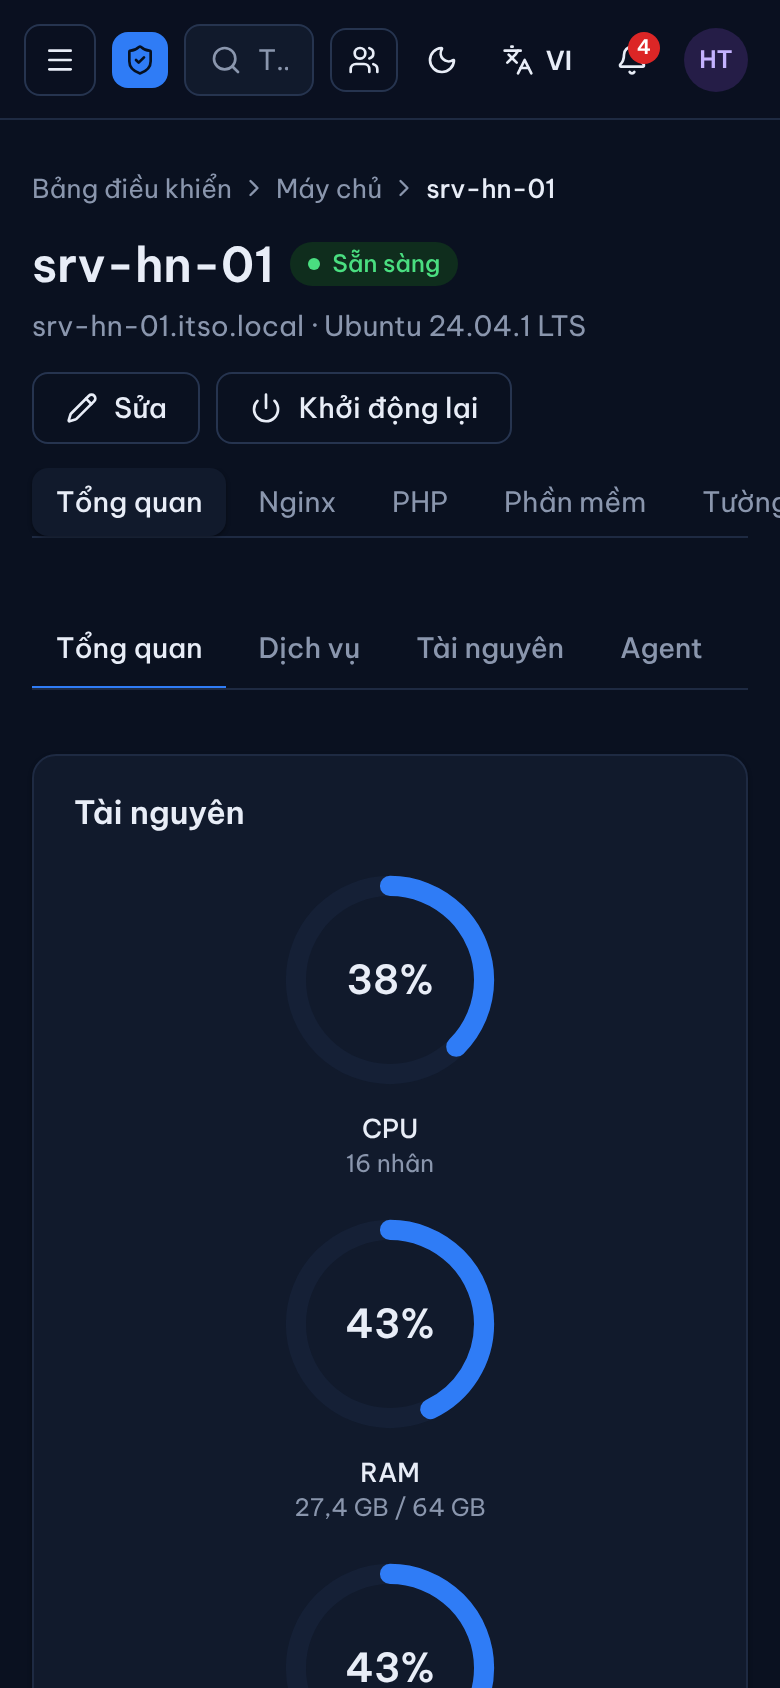 T..
VI
4
HT
Bảng điều khiển > Máy chủ > srv-hn-01
srv-hn-01
Sẵn sàng
srv-hn-01.itso.local · Ubuntu 24.04.1 LTS
Sửa
Khởi động lại
Tổng quan
Nginx
PHP
Phần mềm
Tường
Tổng quan
Dịch vụ
Tài nguyên
Agent
Tài nguyên
38%
CPU
16 nhân
43%
RAM
27,4 GB / 64 GB
43%